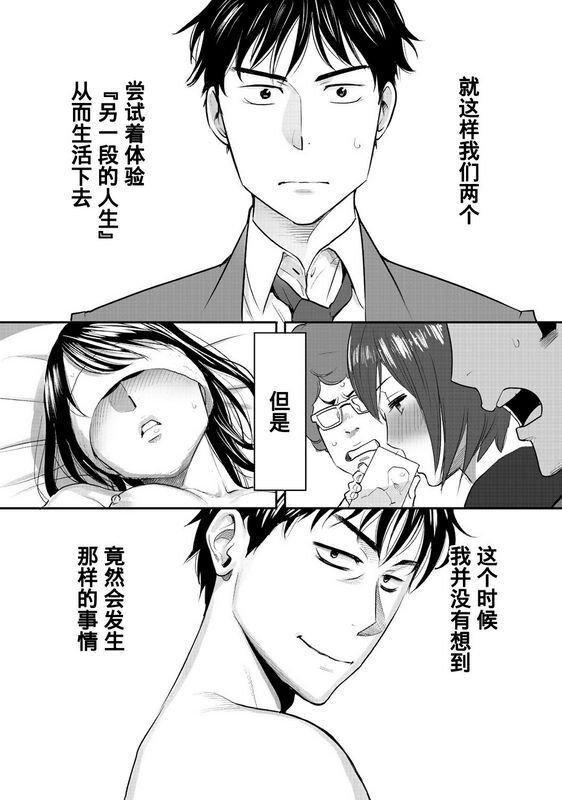 就这样我们两个
尝试着体验
『另一段的人生』
从而生活下去
但是
这个时候
我并没有想到
竟然会发生
那样的事情